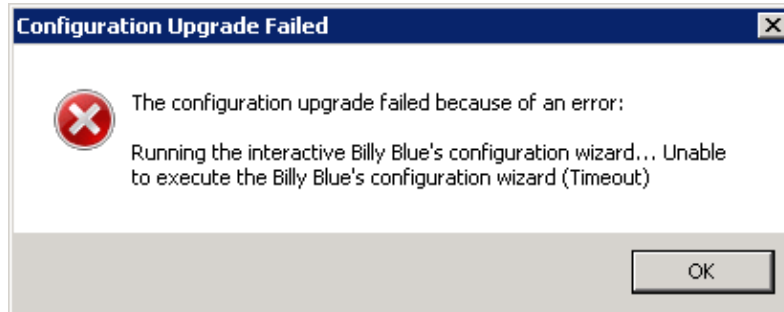 Configuration Upgrade Failed
The configuration upgrade failed because of an error:
Running the interactive Billy Blue's configuration wizard... Unable
to execute the Billy Blue's configuration wizard (Timeout)
OK